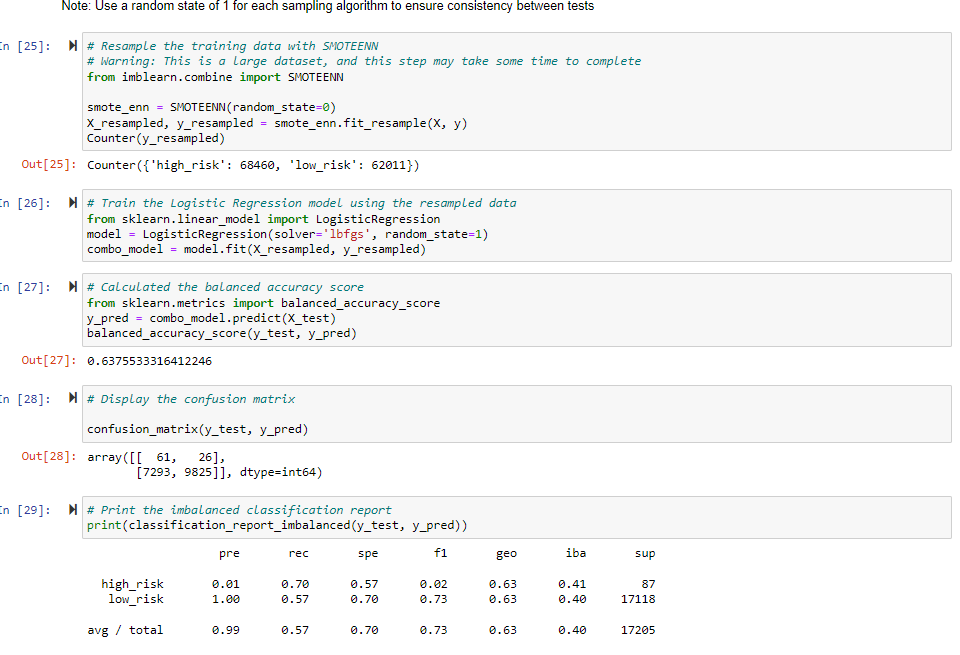 Note: Use a random state of 1 for each sampling algorithm to ensure consistency between tests
In [25]:
# Resample the training data with SMOTEENN
# Warning: This is a large dataset, and this step may take some time to complete
from imblearn.combine import SMOTEENN
smote_enn = SMOTEENN(random_state=0)
X_resampled, y_resampled = smote_enn.fit_resample(X, y)
Counter(y_resampled)
Out[25]: Counter({'high_risk': 68460, 'low_risk': 62011})
In [26]:
# Train the Logistic Regression model using the resampled data
from sklearn.linear_model import LogisticRegression
model = LogisticRegression(solver='lbfgs', random_state=1)
combo_model = model.fit(X_resampled, y_resampled)
In [27]:
# Calculated the balanced accuracy score
from sklearn.metrics import balanced_accuracy_score
y_pred = combo_model.predict(X_test)
balanced_accuracy_score(y_test, y_pred)
Out[27]: 0.6375533316412246
In [28]:
# Display the confusion matrix
confusion_matrix(y_test, y_pred)
Out[28]: array([[  61,   26],
       [7293, 9825]], dtype=int64)
In [29]:
# Print the imbalanced classification report
print(classification_report_imbalanced(y_test, y_pred))
pre rec spe f1 geo iba sup
high_risk 0.01 0.70 0.57 0.02 0.63 0.41 87
low_risk 1.00 0.57 0.70 0.73 0.63 0.40 17118
avg / total 0.99 0.57 0.70 0.73 0.63 0.40 17205